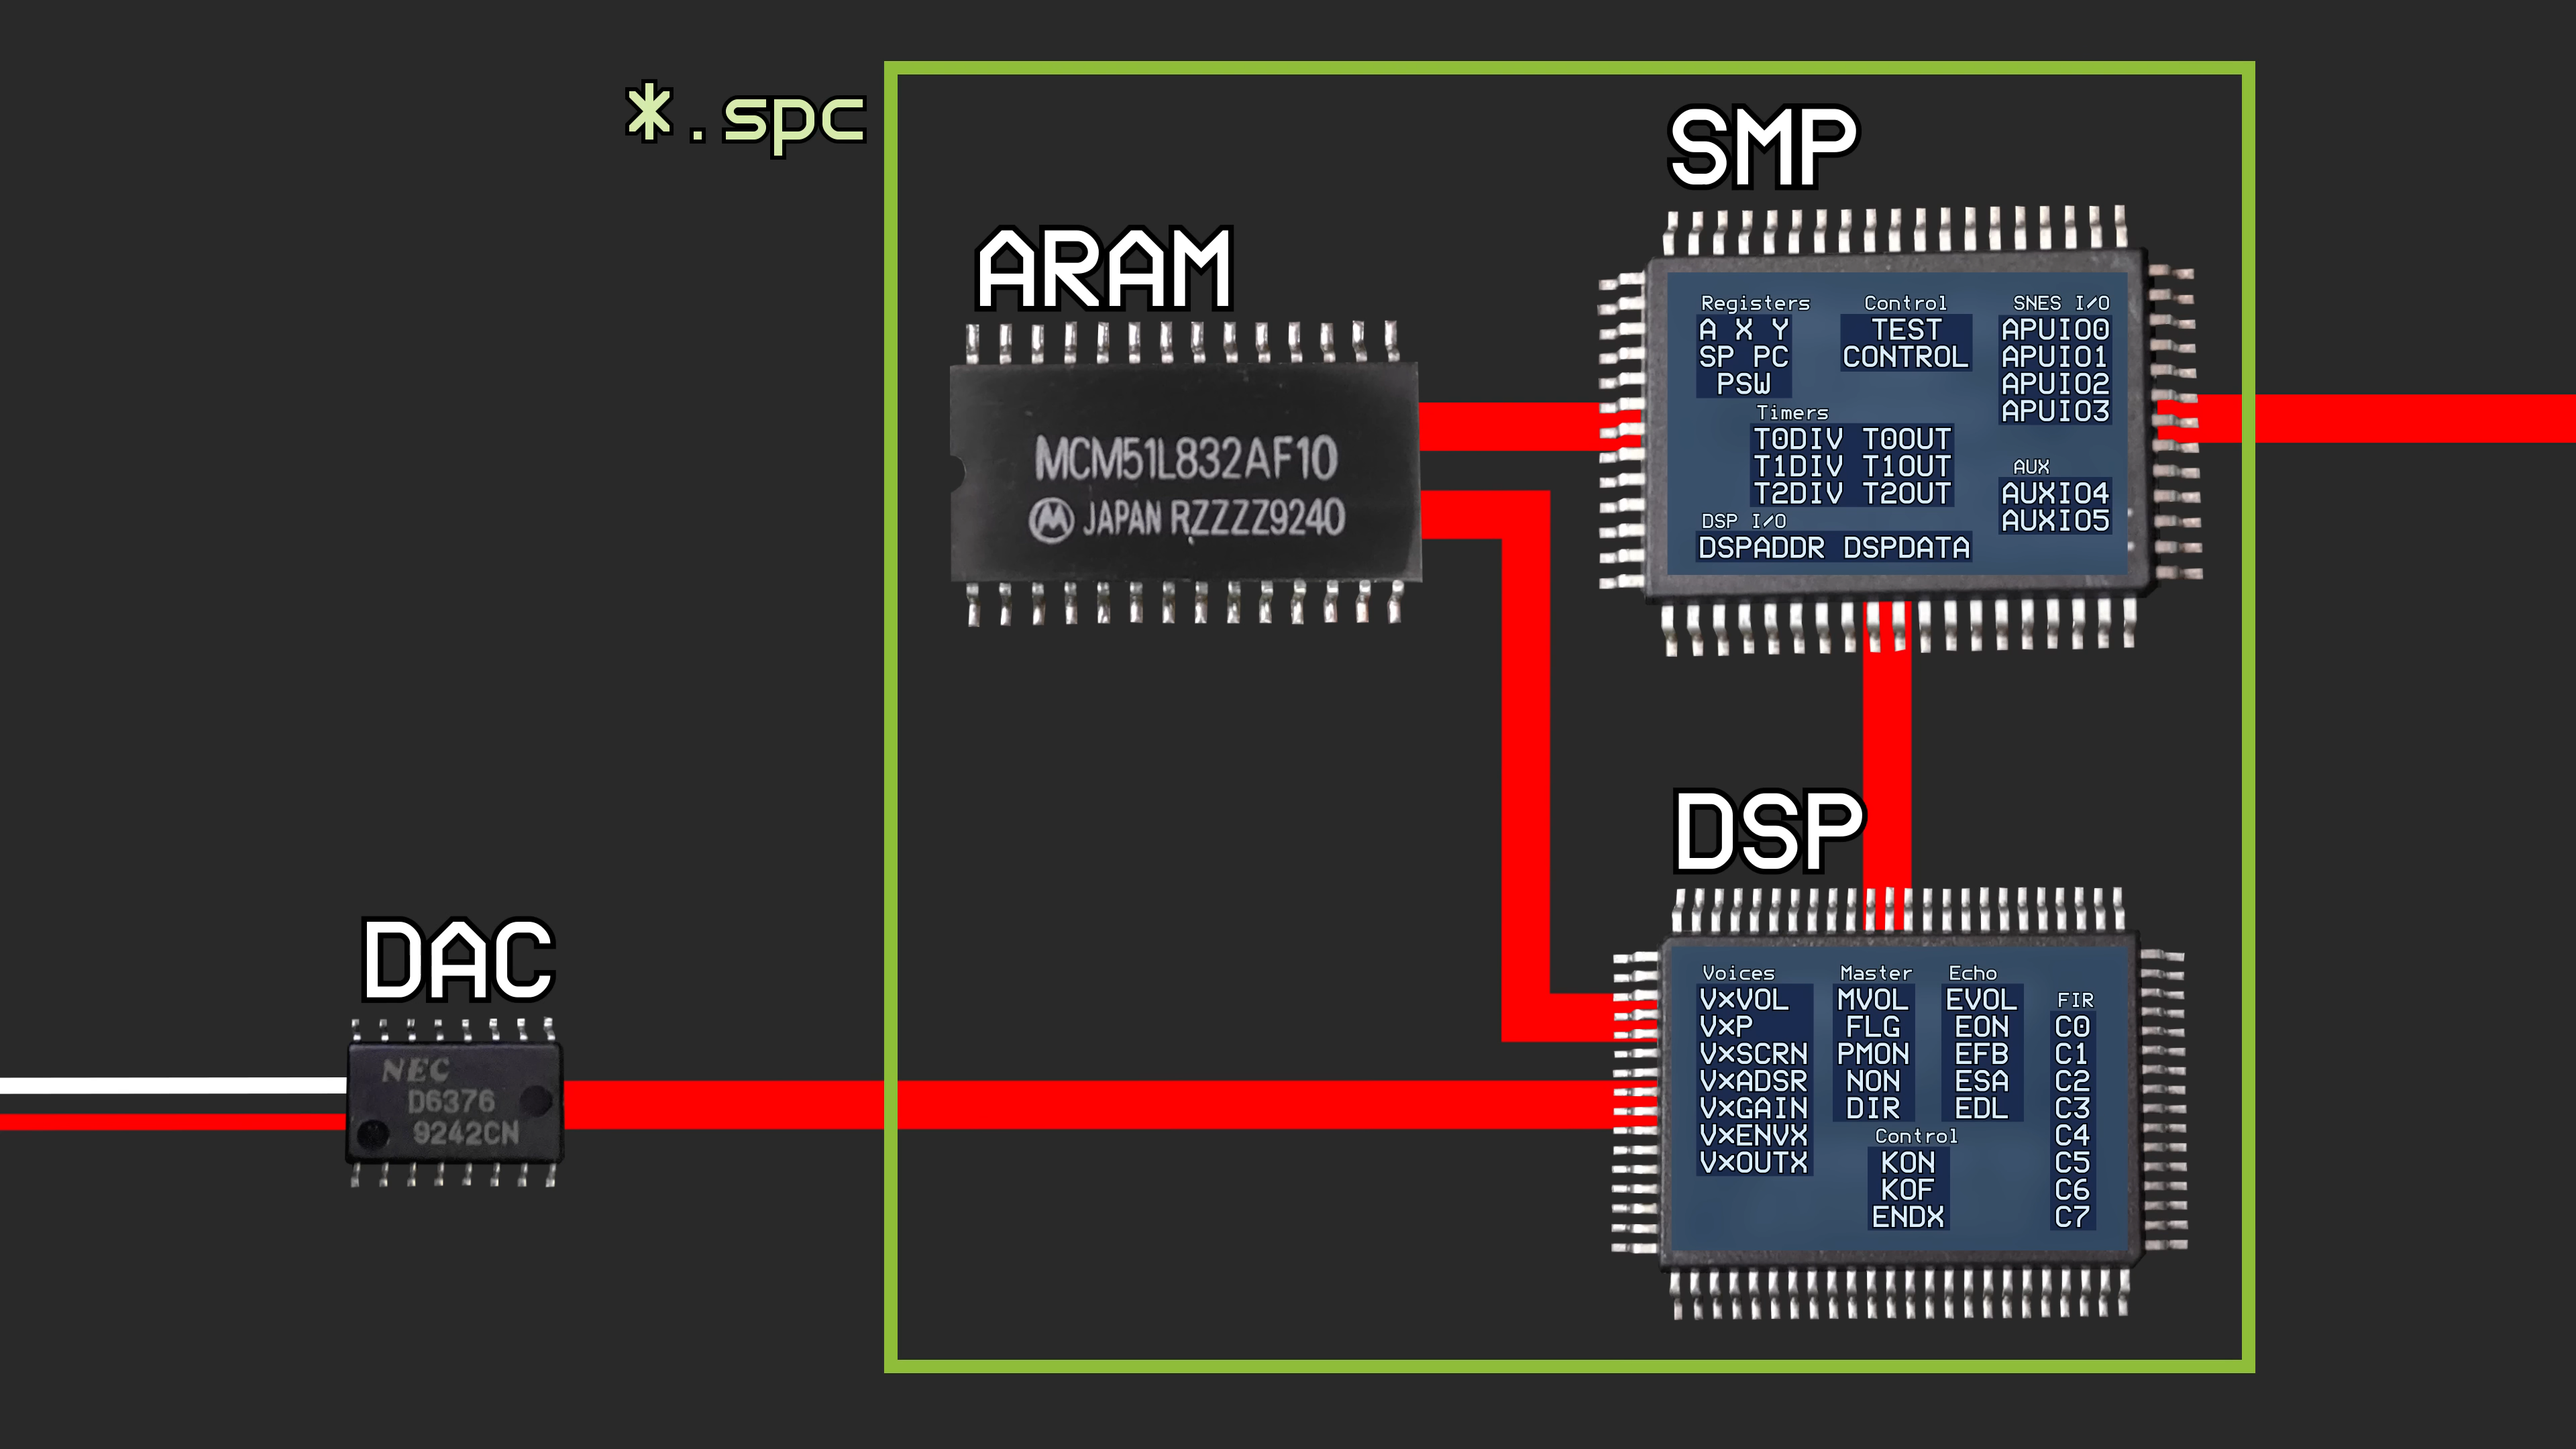 *.spc
ARAM
MCM51L832AF10
JAPAN RZZZZ9240
SMP
Registers
A X Y
SP PC
PSW
Control
TEST
CONTROL
SNES I/O
APUIO0
APUIO1
APUIO2
APUIO3
Timers
T0DIV T0OUT
T1DIV T1OUT
T2DIV T2OUT
AUX
AUXIO4
AUXIO5
DSP I/O
DSPADDR DSPDATA
DSP
Voices
VxVOL
VxP
VxSCRN
VxADSR
VxGAIN
VxENVX
VxOUTX
Master
MVOL
FLG
PMON
NON
DIR
Echo
EVOL
EON
EFB
ESA
EDL
FIR
C0
C1
C2
C3
C4
C5
C6
C7
Control
KON
KOF
ENDX
DAC
NEC
D6376
9242CN